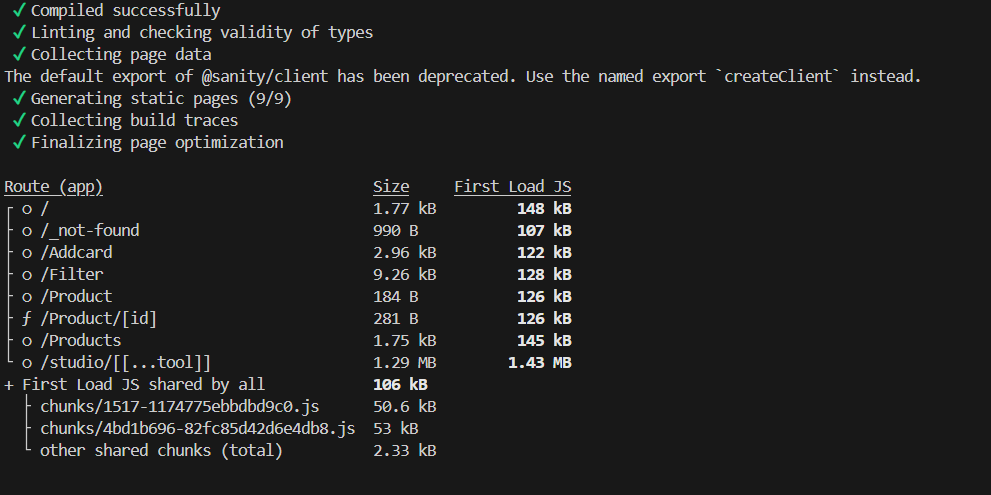 ✓ Compiled successfully
✓ Linting and checking validity of types
✓ Collecting page data
The default export of @sanity/client has been deprecated. Use the named export `createClient` instead.
✓ Generating static pages (9/9)
✓ Collecting build traces
✓ Finalizing page optimization
Route (app) Size First Load JS
┌ ○ / 1.77 kB 148 kB
├ ○ /_not-found 990 B 107 kB
├ ○ /Addcard 2.96 kB 122 kB
├ ○ /Filter 9.26 kB 128 kB
├ ○ /Product 184 B 126 kB
├ ƒ /Product/[id] 281 B 126 kB
├ ○ /Products 1.75 kB 145 kB
└ ○ /studio/[[...tool]] 1.29 MB 1.43 MB
+ First Load JS shared by all 106 kB
├ chunks/1517-1174775ebbdbd9c0.js 50.6 kB
├ chunks/4bd1b696-82fc85d42d6e4db8.js 53 kB
└ other shared chunks (total) 2.33 kB